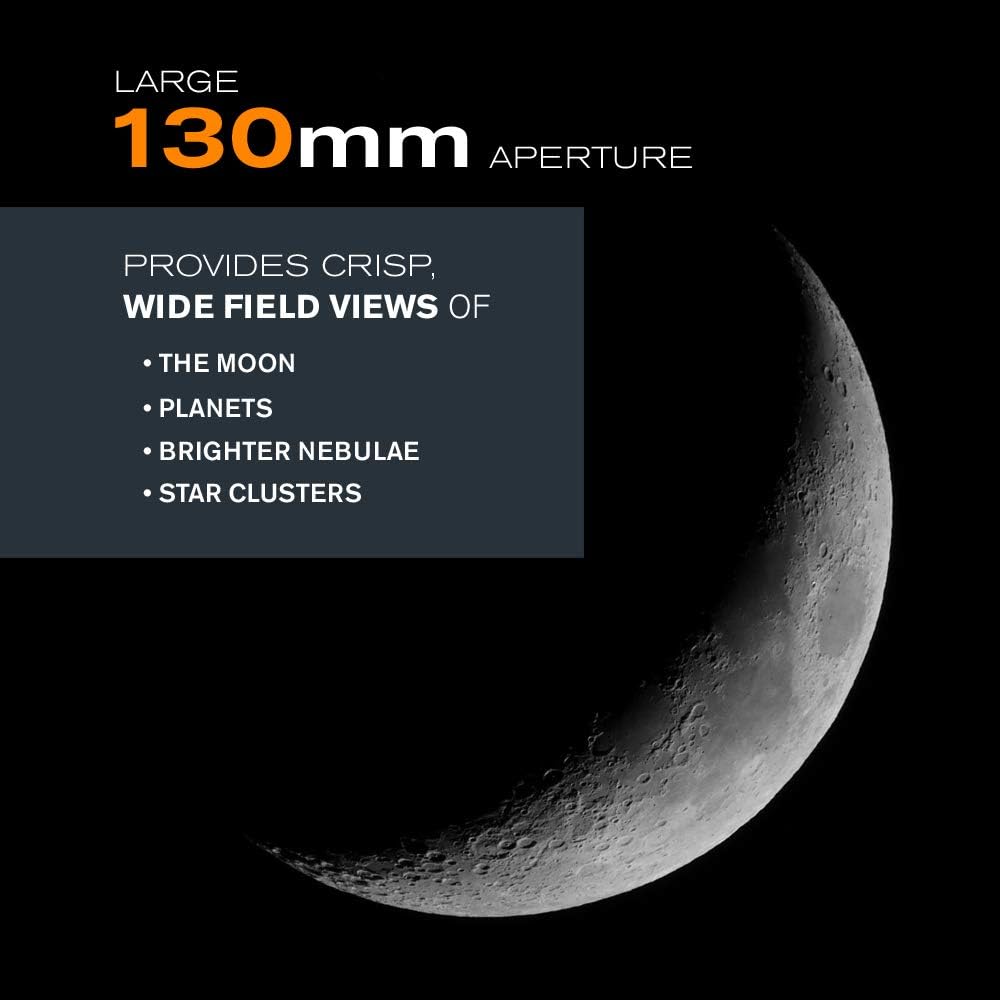 LARGE
130mm APERTURE
PROVIDES CRISP,
WIDE FIELD VIEWS OF
• THE MOON
• PLANETS
• BRIGHTER NEBULAE
• STAR CLUSTERS